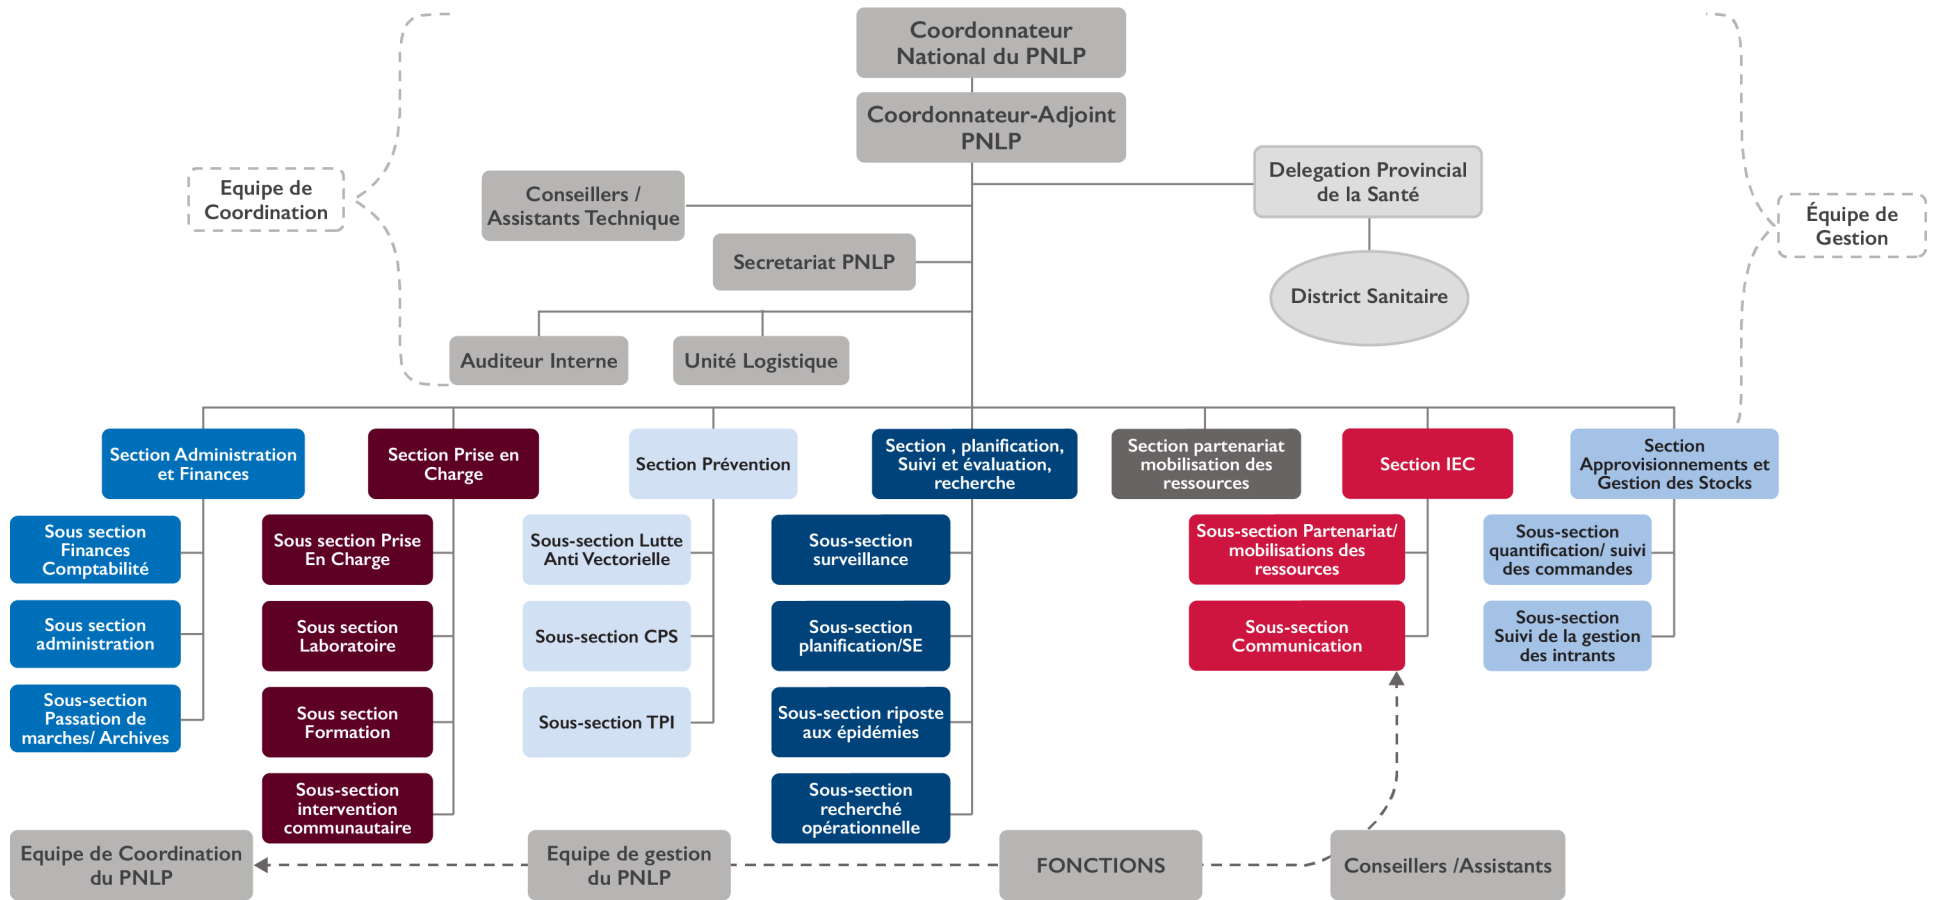 Coordonnateur
National du PNLP
Coordonnateur-Adjoint
PNLP
Equipe de
Coordination
Conseillers /
Assistants Technique
Delegation Provincial
de la Santé
Équipe de
Gestion
Secretariat PNLP
District Sanitaire
Auditeur Interne
Unité Logistique
Section Administration
et Finances
Section Prise en
Charge
Section Prévention
Section , planification,
Suivi et évaluation,
recherche
Section partenariat
mobilisation des
ressources
Section IEC
Section
Approvisionnements et
Gestion des Stocks
Sous section
Finances
Comptabilité
Sous section
administration
Sous-section
Passation de
marches/ Archives
Sous section Prise
En Charge
Sous section
Laboratoire
Sous section
Formation
Sous-section
intervention
communautaire
Sous-section Lutte
Anti Vectorielle
Sous-section CPS
Sous-section TPI
Sous-section
surveillance
Sous-section
planification/SE
Sous-section riposte
aux épidémies
Sous-section
recherché
opérationnelle
Sous-section Partenariat/
mobilisations des
ressources
Sous-section
Communication
Sous-section
quantification/ suivi
des commandes
Sous-section
Suivi de la gestion
des intrants
Equipe de Coordination
du PNLP
Equipe de gestion
du PNLP
FONCTIONS
Conseillers /Assistants